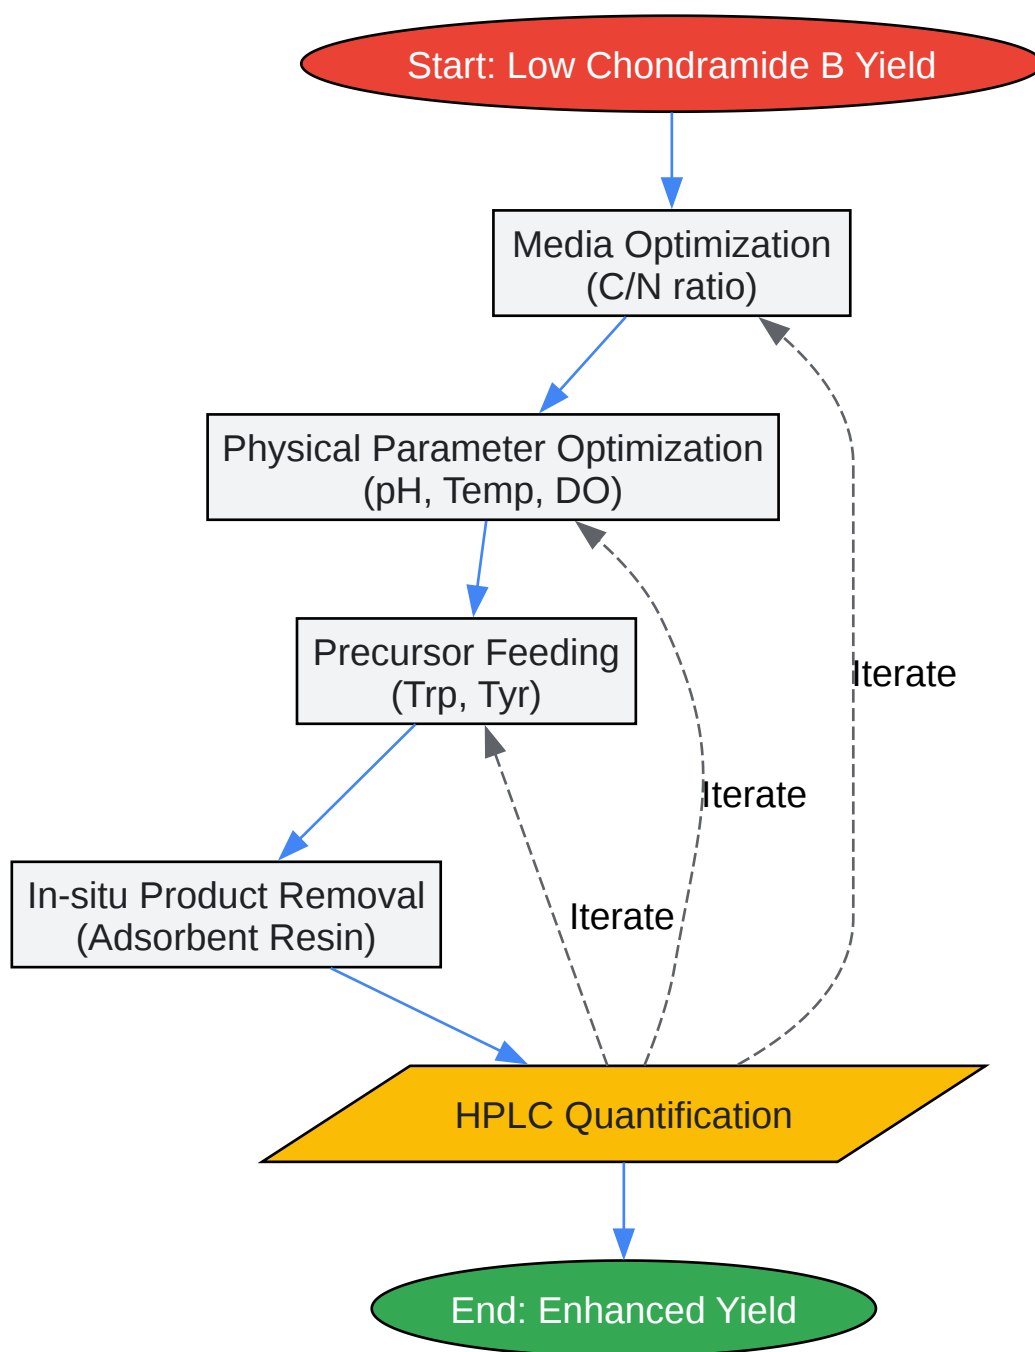 Start: Low Chondramide B Yield
Media Optimization
(C/N ratio)
Physical Parameter Optimization
(pH, Temp, DO)
Precursor Feeding
(Trp, Tyr)
Iterate
Iterate
In-situ Product Removal
(Adsorbent Resin)
Iterate
HPLC Quantification
End: Enhanced Yield